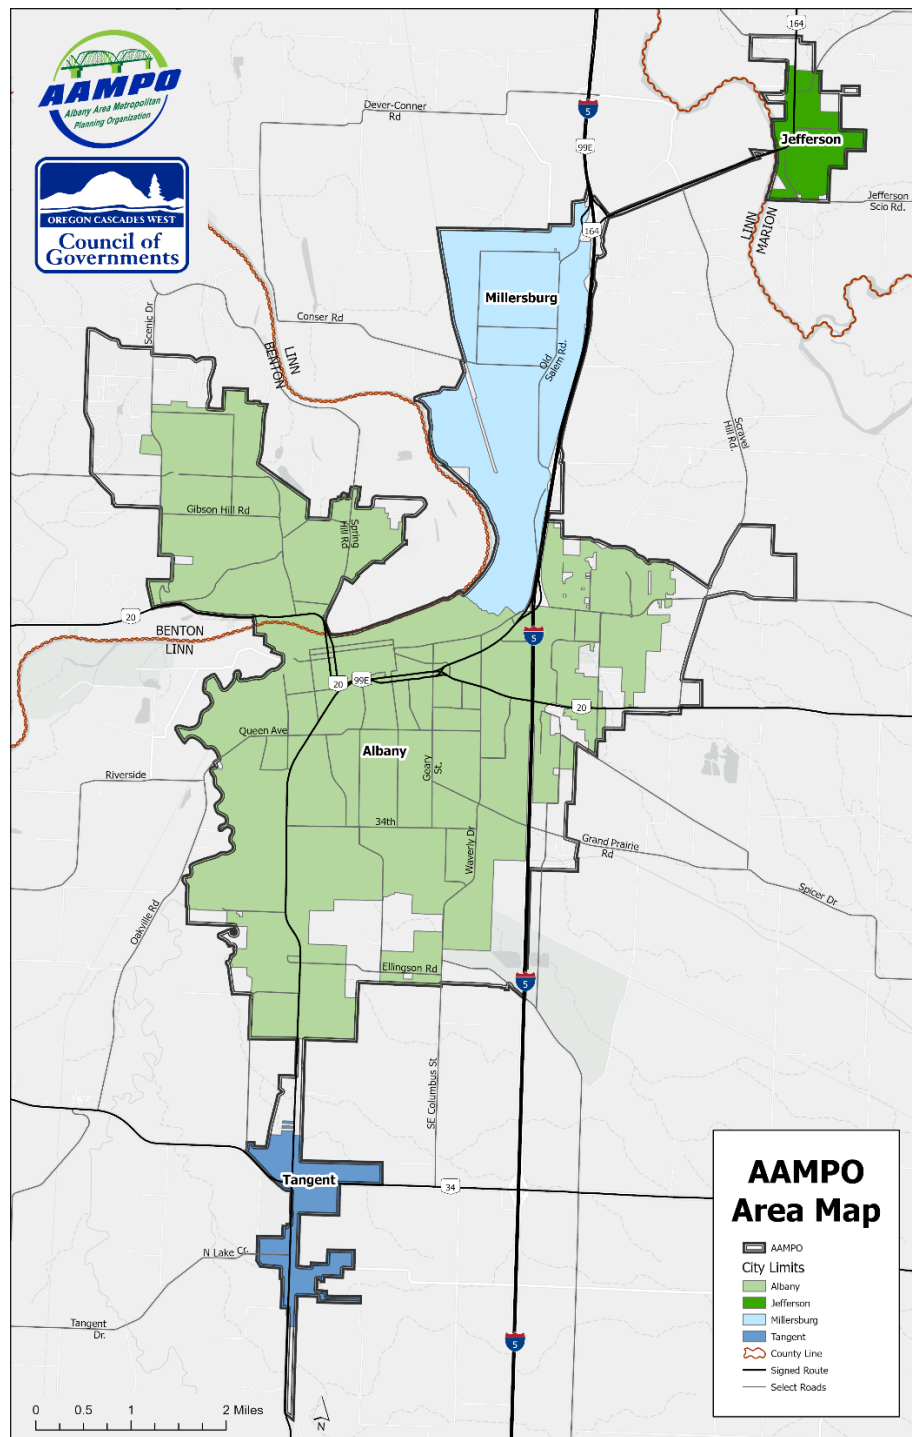 AAMPO
Albany Area Metropolitan
Planning Organization
OREGON CASCADES WEST
Council of
Governments
164
Dever-Conner
Rd
5
99E
Jefferson
Jefferson
Scio Rd.
LINN
MARION
164
Millersburg
Scenic Dr
Conser Rd
LINN
BENTON
Old
Salem Rd.
Scravel
Hill Rd.
Gibson Hill Rd
Spring
Hill Rd
20
BENTON
LINN
5
20
99E
20
Queen Ave
Albany
Geary
St.
Riverside
34th
Waverly Dr
Grand Prairie
Rd
Spicer Dr
Oakville Rd
Ellingson Rd
5
SE Columbus St
Tangent
34
N Lake Cr.
Tangent
Dr.
5
AAMPO
Area Map
AAMPO
City Limits
Albany
Jefferson
Millersburg
Tangent
County Line
Signed Route
Select Roads
0 0.5 1 2 Miles
N